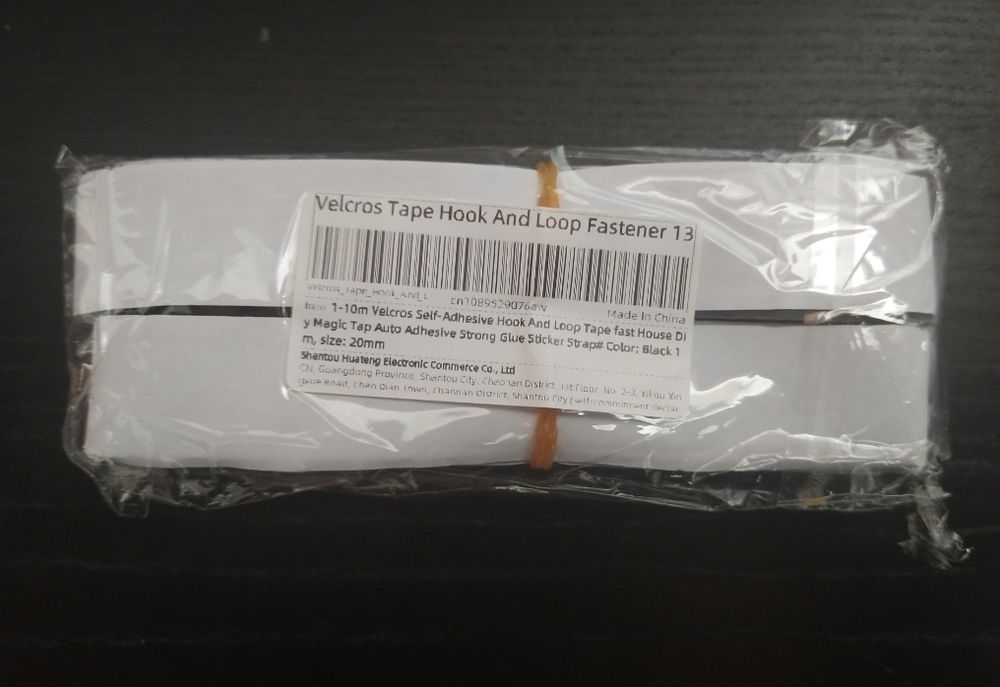 Velcros Tape Hook And Loop Fastener 13
Velcros_Tape_Hook_And_L
cn1089529076aiv
Made In China
Item 1-10m Velcros Self-Adhesive Hook And Loop Tape fast House Di
y Magic Tap Auto Adhesive Strong Glue Sticker Strap# Color: Black 1
m, size: 20mm
Shantou Huateng Electronic Commerce Co., Ltd
CN, Guangdong Province, Shantou City, Chaonan District, 1st Floor, No. 2-3, Xihou Xin
Road, Chen Dian Town, Chaonan District, Shantou City (self-commitment declar